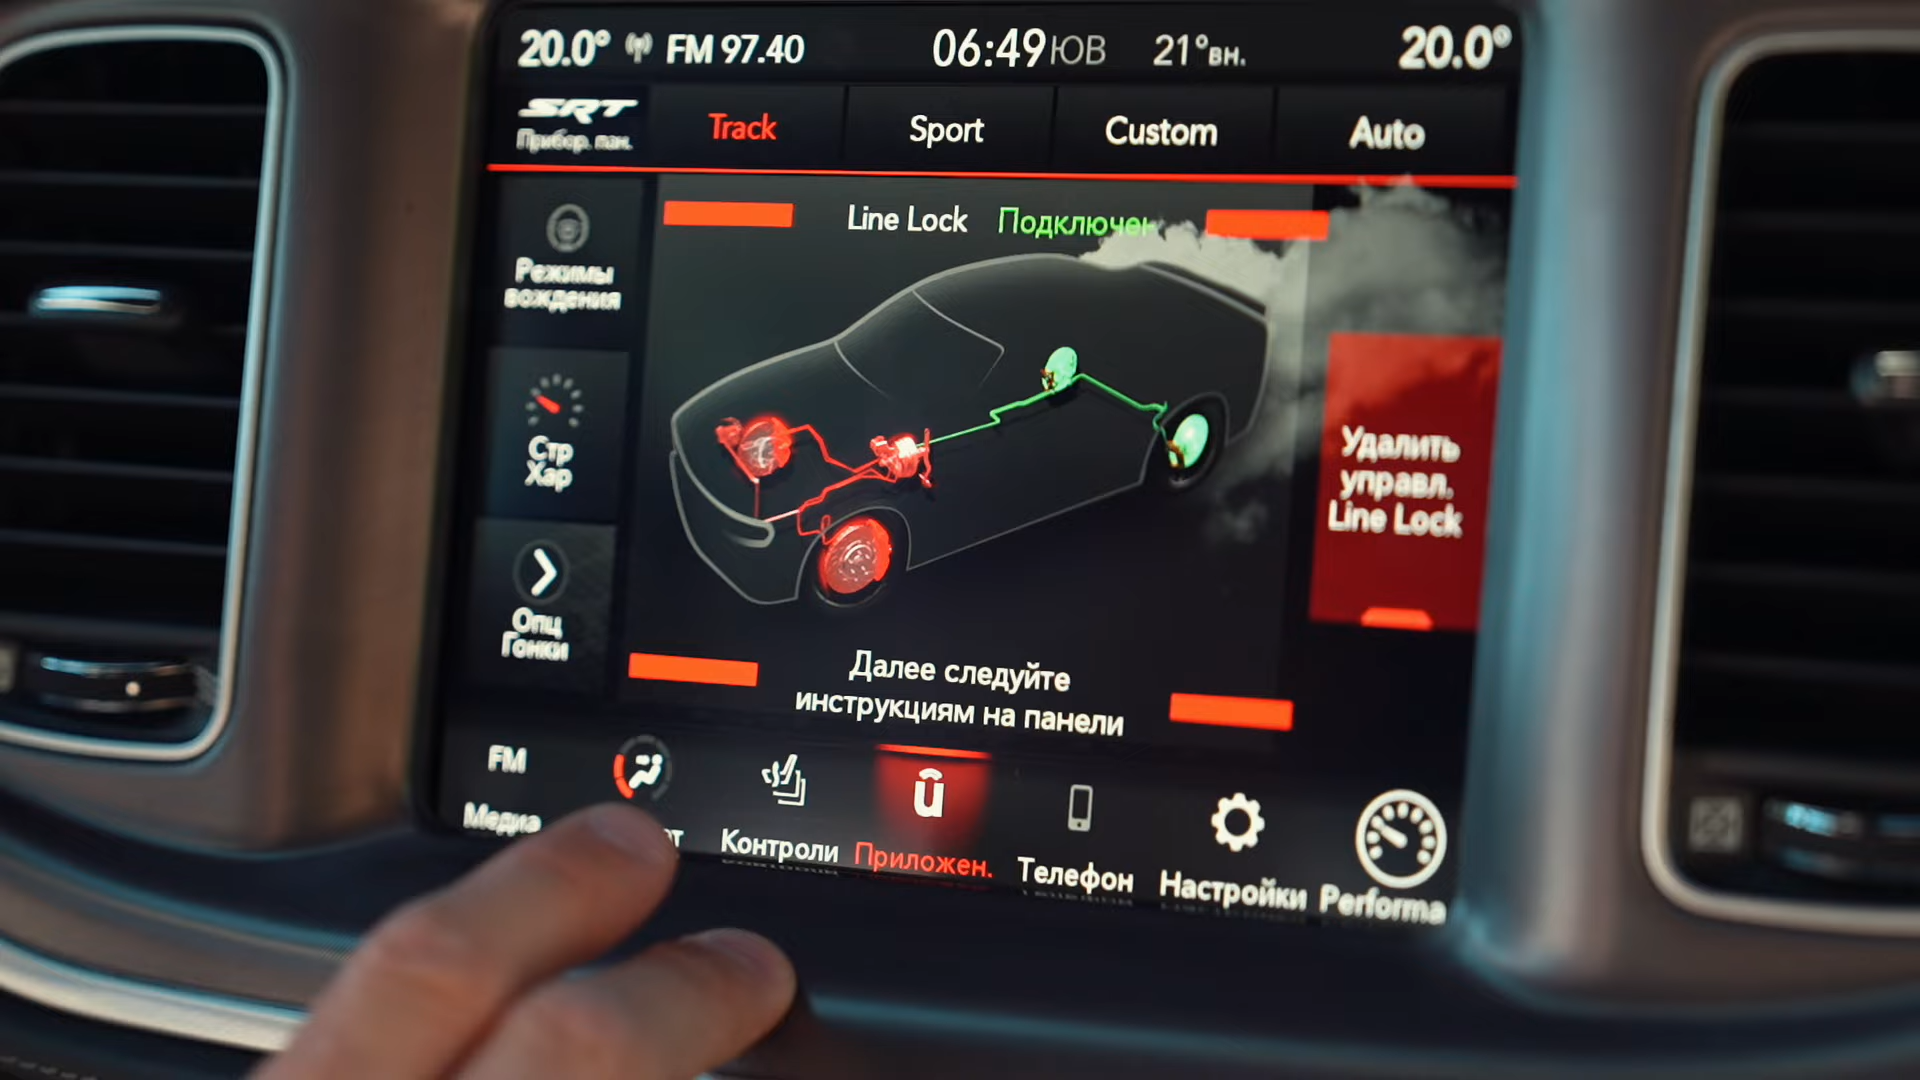 20.0° FM 97.40 06:49 ЮВ 21°вн. 20.0°
SRT
Прибор. пан.
Track Sport Custom Auto
Line Lock Подключен
Режимы
вождения
Стр
Хар
Опц
Гонки
Удалить
управл.
Line Lock
Далее следуйте
инструкциям на панели
FM
Медиа
Контроли
Приложен.
Телефон
Настройки
Performa